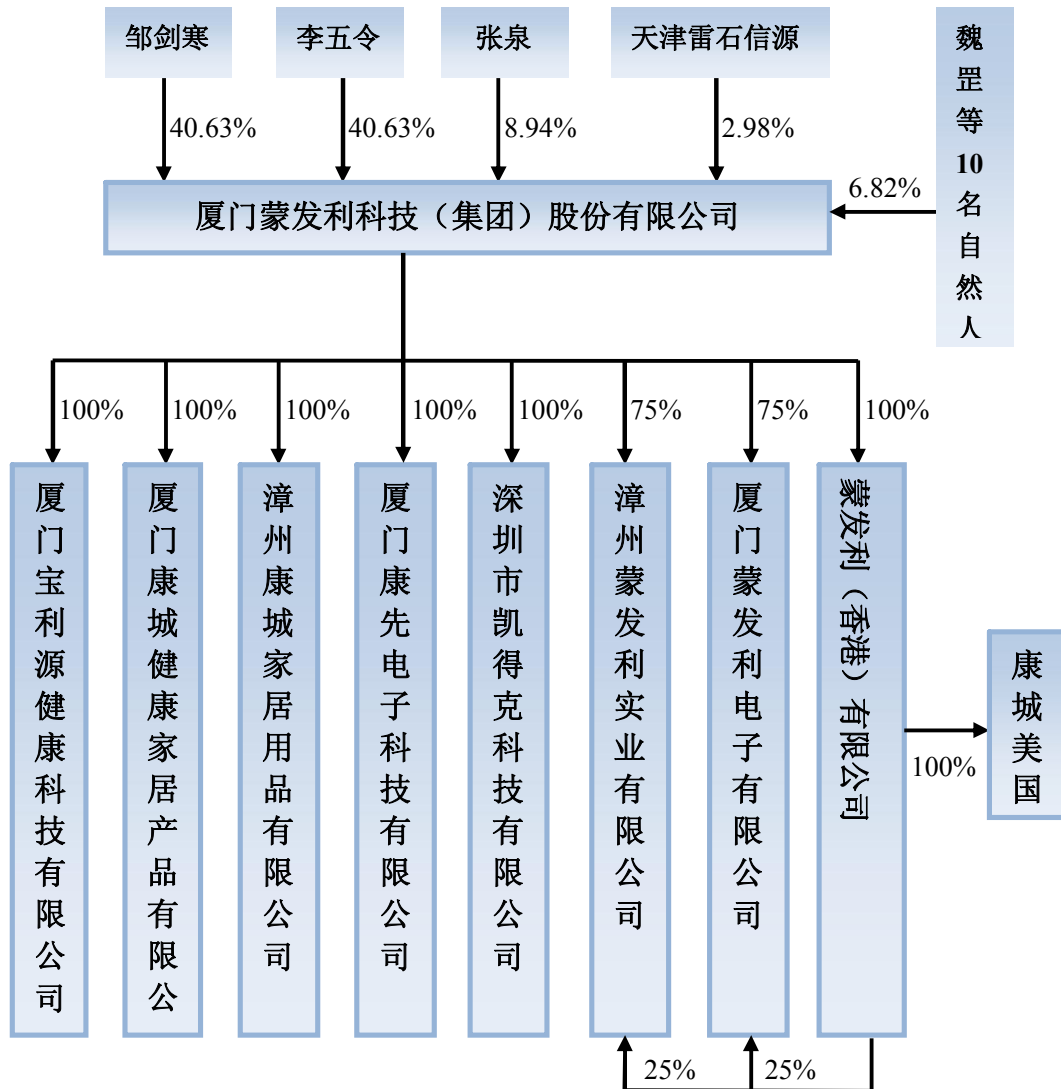 邹剑寒
李五令
张泉
天津雷石信源
魏罡等10名自然人
40.63%
40.63%
8.94%
2.98%
6.82%
厦门蒙发利科技（集团）股份有限公司
100%
100%
100%
100%
100%
75%
75%
100%
厦门宝利源健康科技有限公司
厦门康城健康家居产品有限公
漳州康城家居用品有限公司
厦门康先电子科技有限公司
深圳市凯得克科技有限公司
漳州蒙发利实业有限公司
厦门蒙发利电子有限公司
蒙发利（香港）有限公司
100%
康城美国
25%
25%